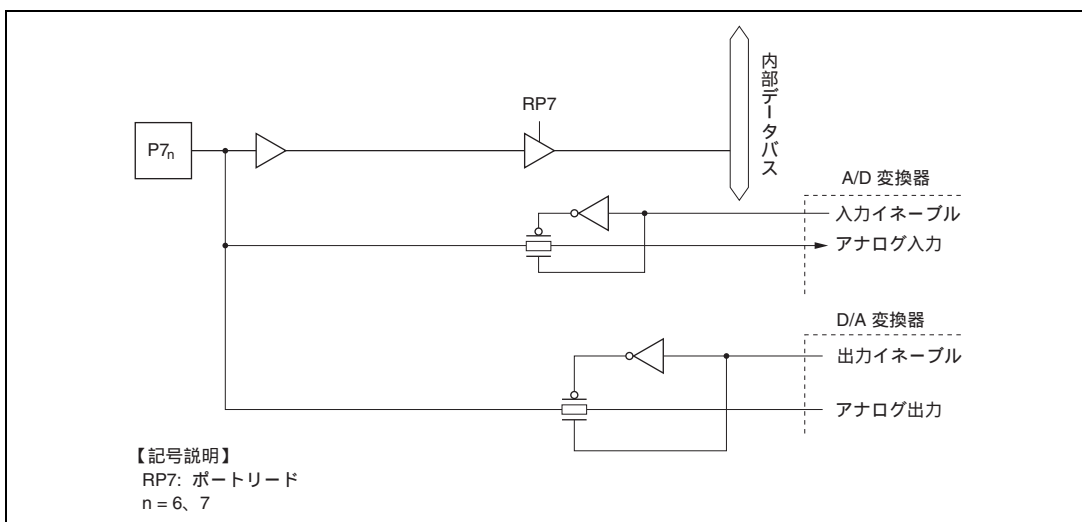 内部データバス
RP7
P7n
A/D 変換器
入力イネーブル
アナログ入力
D/A 変換器
出力イネーブル
アナログ出力
【記号説明】
RP7: ポートリード
n = 6、7